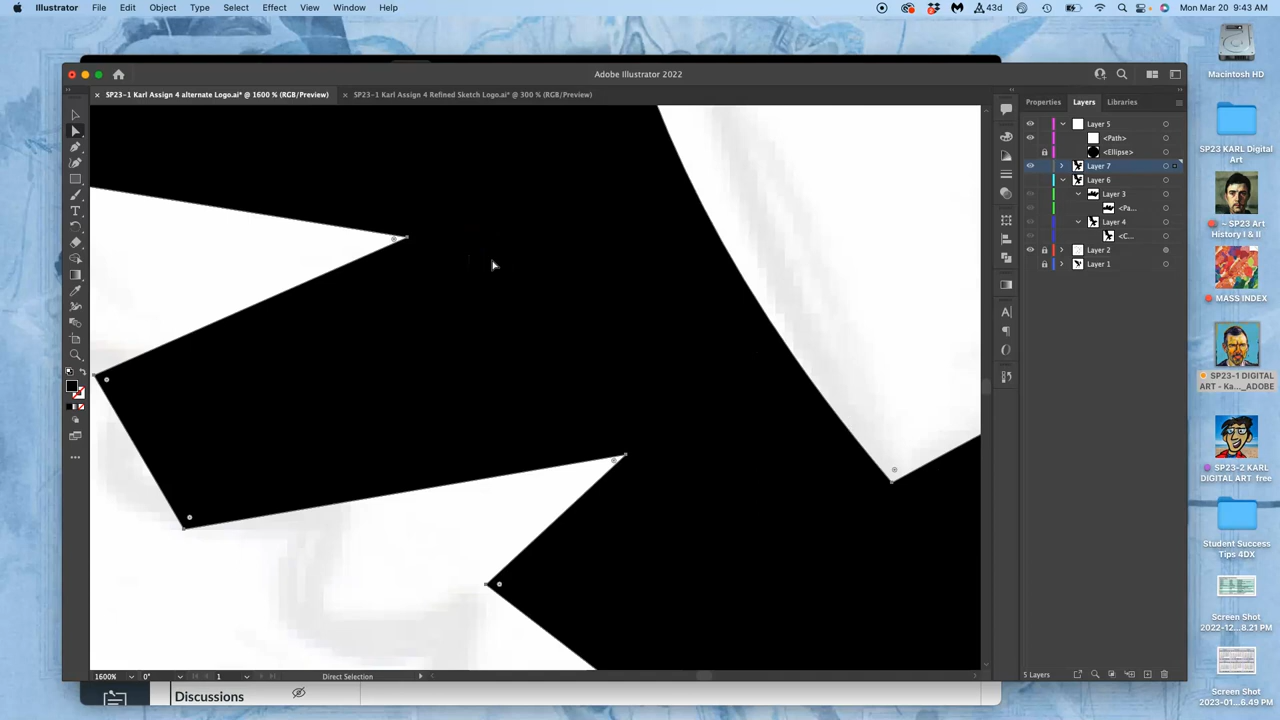 Illustrator File Edit Object Type Select Effect View Window Help
43d
Mon Mar 20 9:43 AM
Adobe Illustrator 2022
× SP23-1 Karl Assign 4 alternate Logo.ai* @ 1600 % (RGB/Preview)
× SP23-1 Karl Assign 4 Refined Sketch Logo.ai* @ 300 % (RGB/Preview)
Properties Layers Libraries
Layer 5
<Path>
<Ellipse>
Layer 7
Layer 6
Layer 3
<Pa...
Layer 4
<C...
Layer 2
Layer 1
5 Layers
1600% 0° 1 Direct Selection
Discussions
Macintosh HD
SP23 KARL Digital
Art
~ SP23 Art
History I & II
MASS INDEX
SP23-1 DIGITAL
ART - Ka..._ADOBE
SP23-2 KARL
DIGITAL ART free
Student Success
Tips 4DX
Screen Shot
2022-12...8.21 PM
Screen Shot
2023-01...6.49 PM